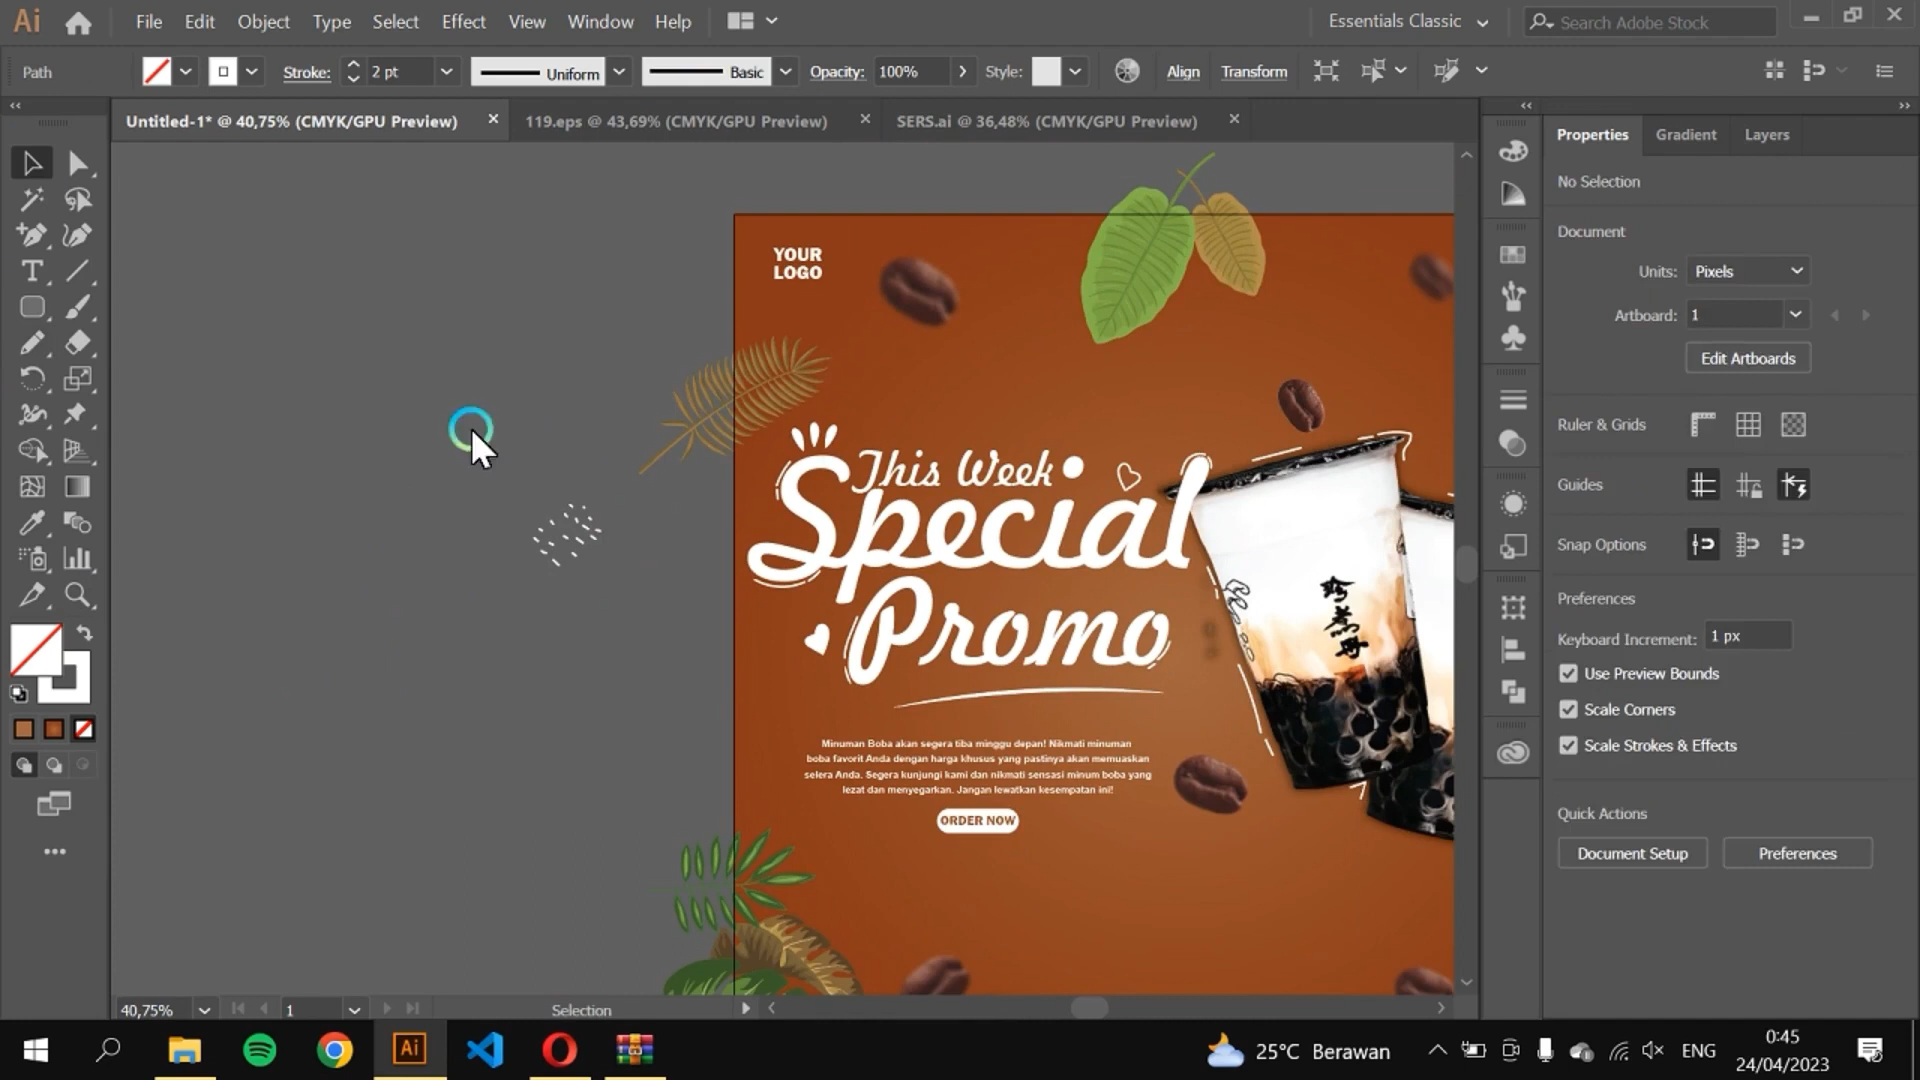 Ai File Edit Object Type Select Effect View Window Help Essentials Classic Search Adobe Stock
Path Stroke: 2 pt Uniform Basic Opacity: 100% Style: Align Transform
Untitled-1* @ 40,75% (CMYK/GPU Preview) 119.eps @ 43,69% (CMYK/GPU Preview) SERS.ai @ 36,48% (CMYK/GPU Preview)
Properties Gradient Layers
No Selection
Document
Units: Pixels
Artboard: 1
Edit Artboards
Ruler & Grids
Guides
Snap Options
Preferences
Keyboard Increment: 1 px
Use Preview Bounds
Scale Corners
Scale Strokes & Effects
Quick Actions
Document Setup Preferences
YOUR
LOGO
This Week
Special
Promo
珍煮丹
Minuman Boba akan segera tiba minggu depan! Nikmati minuman
boba favorit Anda dengan harga khusus yang pastinya akan memuaskan
selera Anda. Segera kunjungi kami dan nikmati sensasi minum boba yang
lezat dan menyegarkan. Jangan lewatkan kesempatan ini!
ORDER NOW
40,75% 1 Selection
Ai 25°C Berawan ENG 0:45
24/04/2023